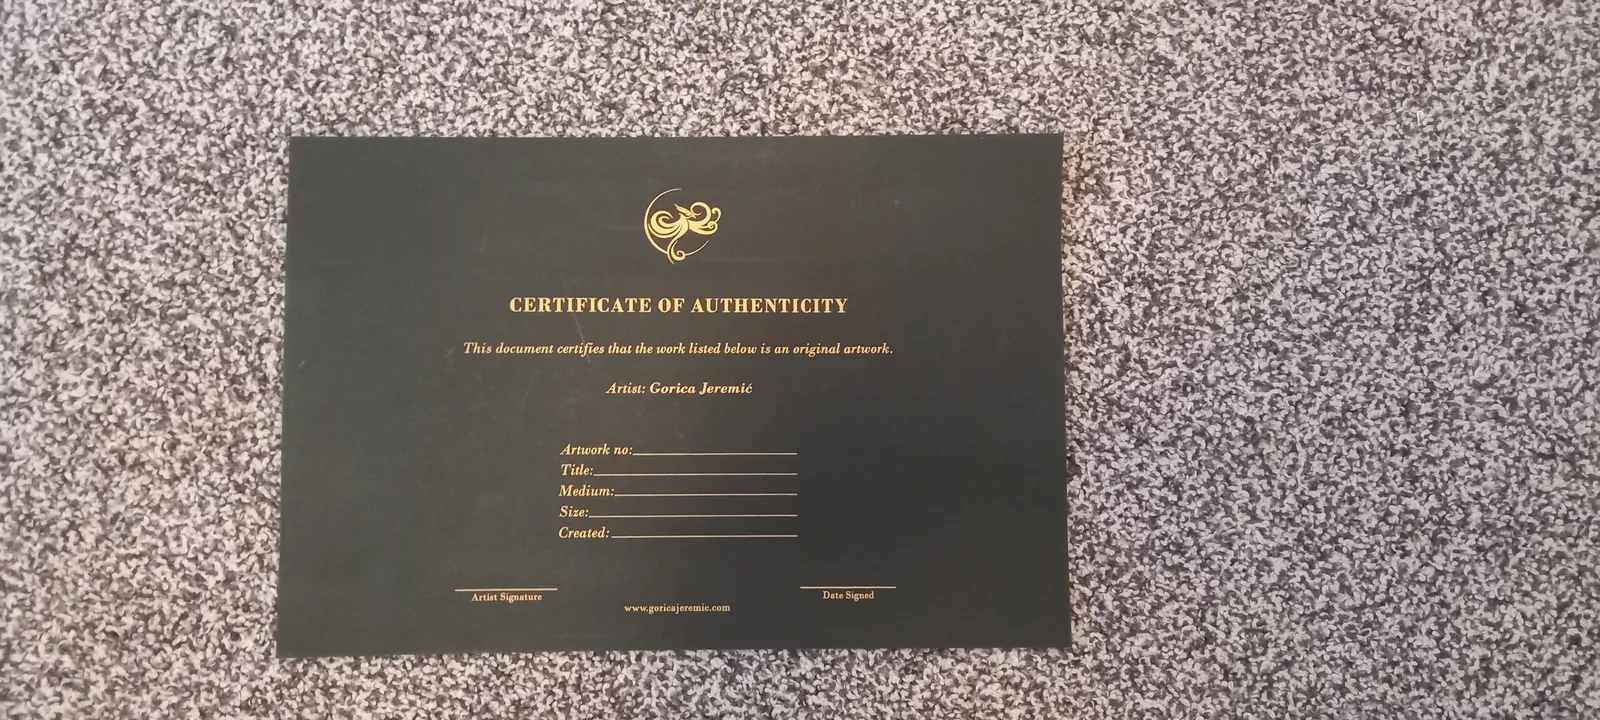 CERTIFICATE OF AUTHENTICITY
This document certifies that the work listed below is an original artwork.
Artist: Gorica Jeremić
Artwork no:
Title:
Medium:
Size:
Created:
Artist Signature
Date Signed
www.goricajeremic.com